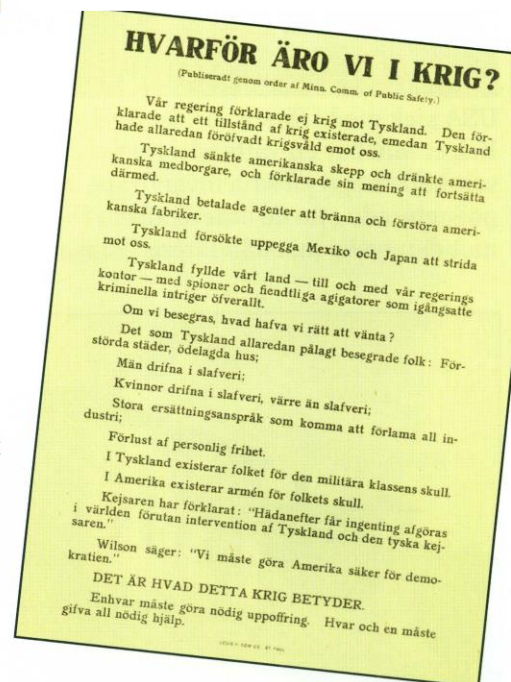 HVARFÖR ÄRO VI I KRIG?
(Publiseradt genom order af Minn. Comm. of Public Safety.)
Vår regering förklarade ej krig mot Tyskland. Den för-
klarade att ett tillstånd af krig existerade, emedan Tyskland
hade allaredan föröfvadt krigsvåld emot oss.
Tyskland sänkte amerikanska skepp och dränkte ameri-
kanska medborgare, och förklarade sin mening att fortsätta
därmed.
Tyskland betalade agenter att bränna och förstöra ameri-
kanska fabriker.
Tyskland försökte uppegga Mexiko och Japan att strida
mot oss.
Tyskland fyllde vårt land — till och med vår regerings
kontor — med spioner och fiendtliga agigatorer som igångsatte
kriminella intriger öfverallt.
Om vi besegras, hvad hafva vi rätt att vänta?
Det som Tyskland allaredan pålagt besegrade folk: För-
störda städer, ödelagda hus;
Män drifna i slafveri;
Kvinnor drifna i slafveri, värre än slafveri;
Stora ersättningsanspråk som komma att förlama all in-
dustri;
Förlust af personlig frihet.
I Tyskland existerar folket för den militära klassens skull.
I Amerika existerar armén för folkets skull.
Kejsaren har förklarat: "Hädanefter får ingenting afgöras
i världen förutan intervention af Tyskland och den tyska kej-
saren."
Wilson säger: "Vi måste göra Amerika säker för demo-
kratien."
DET ÄR HVAD DETTA KRIG BETYDER.
Enhvar måste göra nödig uppoffring. Hvar och en måste
gifva all nödig hjälp.